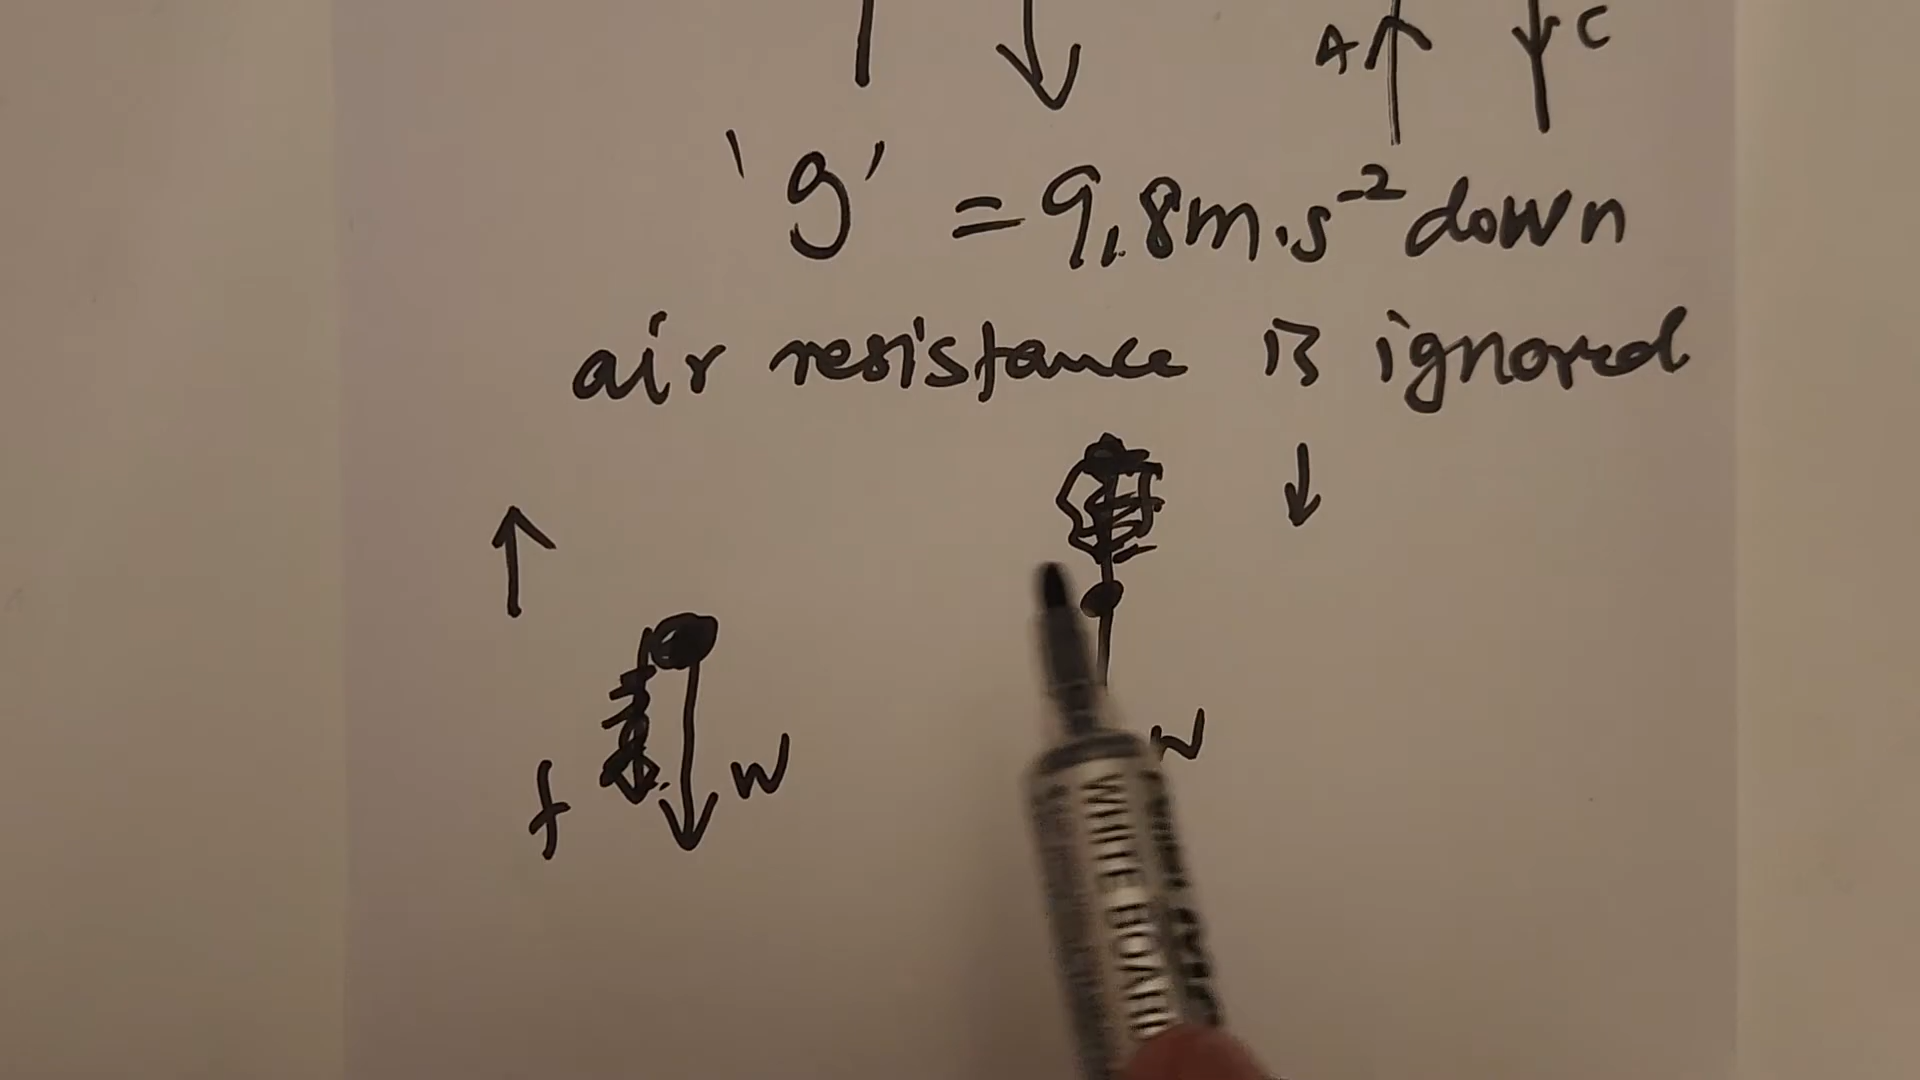 A C
'g' = 9,8m.s⁻² down
air resistance is ignored
f W W
WHITE BOARD